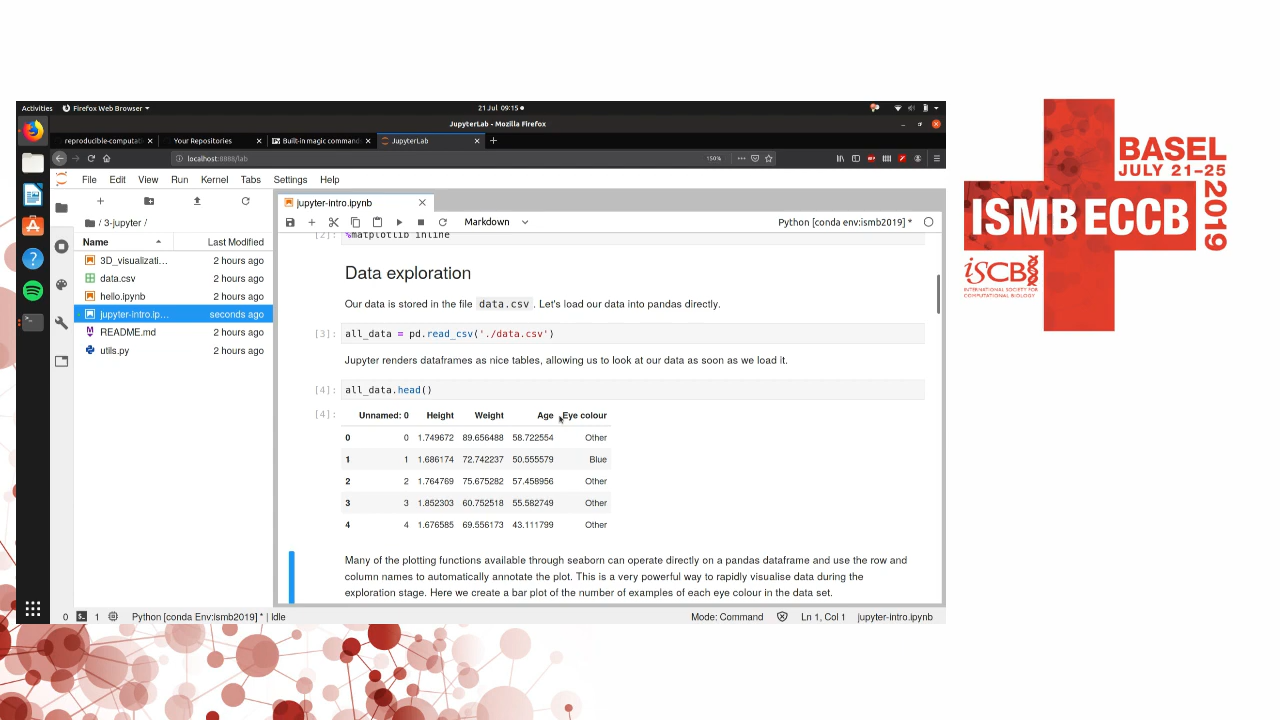 Activities
Firefox Web Browser
21 Jul 09:15
JupyterLab - Mozilla Firefox
reproducible-computat
Your Repositories
Built-in magic comman
JupyterLab
localhost:8888/lab
150%
File Edit View Run Kernel Tabs Settings Help
jupyter-intro.ipynb
/ 3-jupyter /
Markdown
Python [conda env:ismb2019] *
Name
Last Modified
3D_visualizati…
2 hours ago
data.csv
2 hours ago
hello.ipynb
2 hours ago
jupyter-intro.ip…
seconds ago
README.md
2 hours ago
utils.py
2 hours ago
[2]: %matplotlib inline
Data exploration
Our data is stored in the file data.csv. Let's load our data into pandas directly.
[3]: all_data = pd.read_csv('./data.csv')
Jupyter renders dataframes as nice tables, allowing us to look at our data as soon as we load it.
[4]: all_data.head()
[4]: Unnamed: 0 Height Weight Age Eye colour
0 0 1.749672 89.656488 58.722554 Other
1 1 1.686174 72.742237 50.555579 Blue
2 2 1.764769 75.675282 57.458956 Other
3 3 1.852303 60.752518 55.582749 Other
4 4 1.676585 69.556173 43.111799 Other
Many of the plotting functions available through seaborn can operate directly on a pandas dataframe and use the row and
column names to automatically annotate the plot. This is a very powerful way to rapidly visualise data during the
exploration stage. Here we create a bar plot of the number of examples of each eye colour in the data set.
0
1
Python [conda Env:ismb2019] * | Idle
Mode: Command
Ln 1, Col 1
jupyter-intro.ipynb
BASEL
JULY 21–25
2019
ISMB ECCB
iSCB
INTERNATIONAL SOCIETY FOR
COMPUTATIONAL BIOLOGY